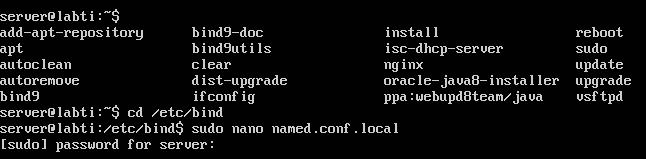 server@labti:~$
add-apt-repository bind9-doc install reboot
apt bind9utils isc-dhcp-server sudo
autoclean clear nginx update
autoremove dist-upgrade oracle-java8-installer upgrade
bind9 ifconfig ppa:webupd8team/java vsftpd
server@labti:~$ cd /etc/bind
server@labti:/etc/bind$ sudo nano named.conf.local
[sudo] password for server: